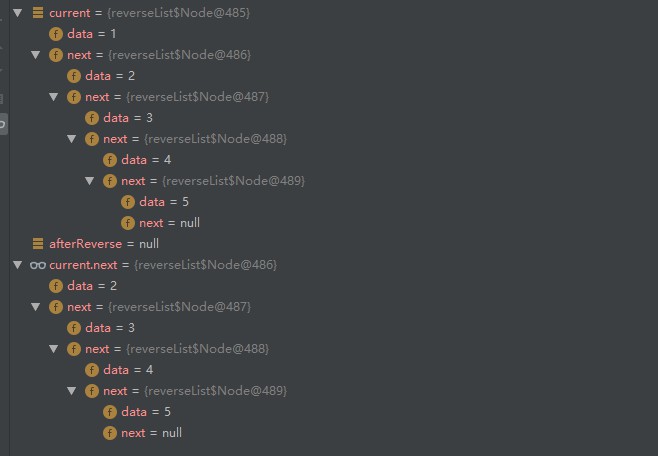 current = {reverseList$Node@485}
f data = 1
f next = {reverseList$Node@486}
f data = 2
f next = {reverseList$Node@487}
f data = 3
f next = {reverseList$Node@488}
f data = 4
f next = {reverseList$Node@489}
f data = 5
f next = null
afterReverse = null
current.next = {reverseList$Node@486}
f data = 2
f next = {reverseList$Node@487}
f data = 3
f next = {reverseList$Node@488}
f data = 4
f next = {reverseList$Node@489}
f data = 5
f next = null